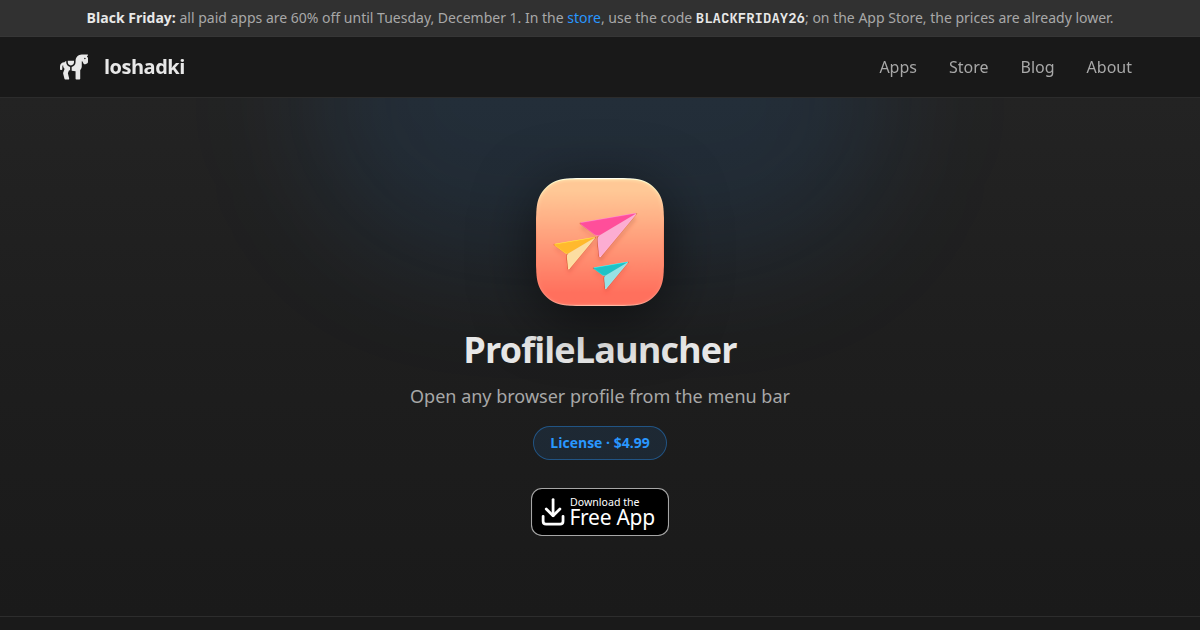 Black Friday: all paid apps are 60% off until Tuesday, December 1. In the store, use the code BLACKFRIDAY26; on the App Store, the prices are already lower.
loshadki
Apps Store Blog About
ProfileLauncher
Open any browser profile from the menu bar
License · $4.99
Download the
Free App